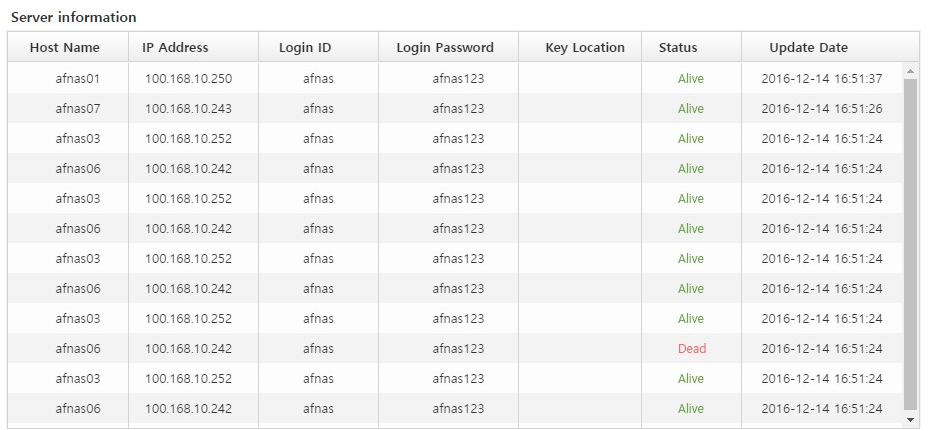 Server information
Host Name IP Address Login ID Login Password Key Location Status Update Date
afnas01 100.168.10.250 afnas afnas123 Alive 2016-12-14 16:51:37
afnas07 100.168.10.243 afnas afnas123 Alive 2016-12-14 16:51:26
afnas03 100.168.10.252 afnas afnas123 Alive 2016-12-14 16:51:24
afnas06 100.168.10.242 afnas afnas123 Alive 2016-12-14 16:51:24
afnas03 100.168.10.252 afnas afnas123 Alive 2016-12-14 16:51:24
afnas06 100.168.10.242 afnas afnas123 Alive 2016-12-14 16:51:24
afnas03 100.168.10.252 afnas afnas123 Alive 2016-12-14 16:51:24
afnas06 100.168.10.242 afnas afnas123 Alive 2016-12-14 16:51:24
afnas03 100.168.10.252 afnas afnas123 Alive 2016-12-14 16:51:24
afnas06 100.168.10.242 afnas afnas123 Dead 2016-12-14 16:51:24
afnas03 100.168.10.252 afnas afnas123 Alive 2016-12-14 16:51:24
afnas06 100.168.10.242 afnas afnas123 Alive 2016-12-14 16:51:24